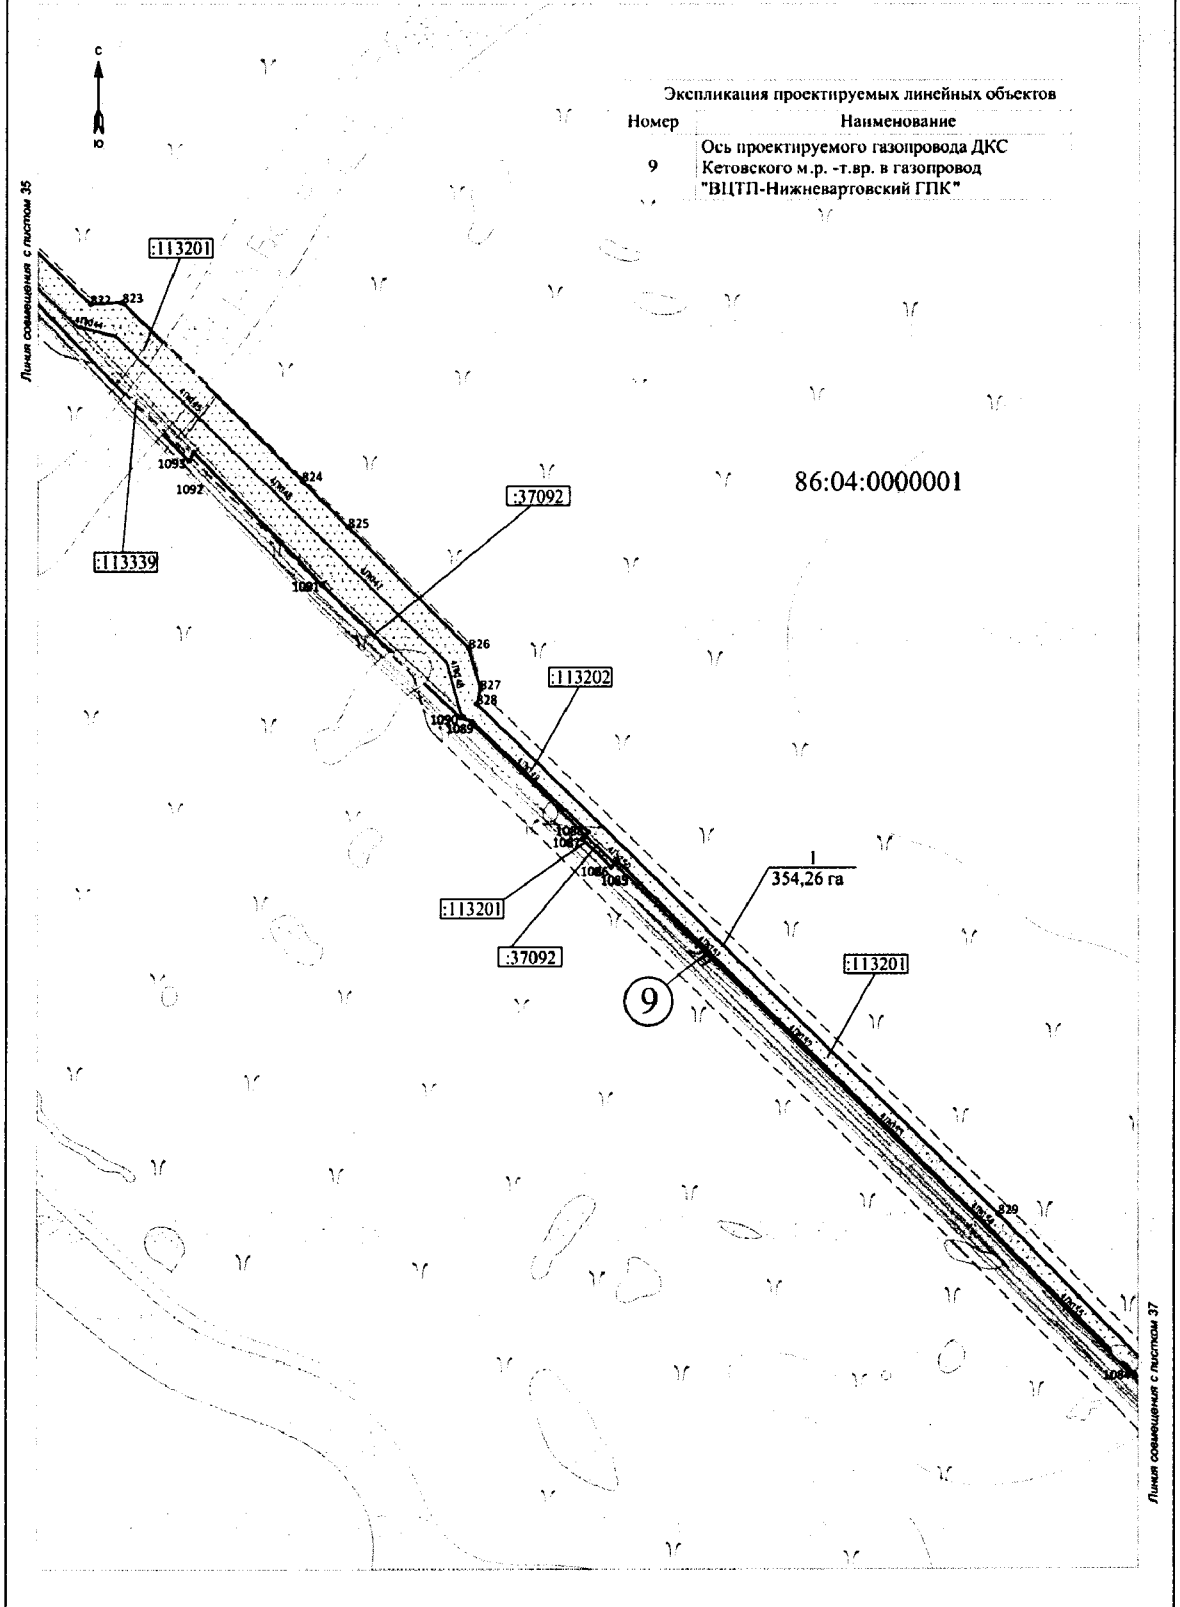 С
Ю
Экспликация проектируемых линейных объектов
Номер Наименование
9 Ось проектируемого газопровода ДКС
Кетовского м.р. -т.вр. в газопровод
"ВЦТП-Нижневартовский ГПК"
Линия совмещения с листом 35
:113201
822 823
1093
1092
824
86:04:0000001
:37092
825
:113339
1091
826
827
:113202
828
1090
1089
1088
1087
1086
1085
1
354,26 га
:113201
:37092
:113201
9
829
1084
Линия совмещения с листом 37